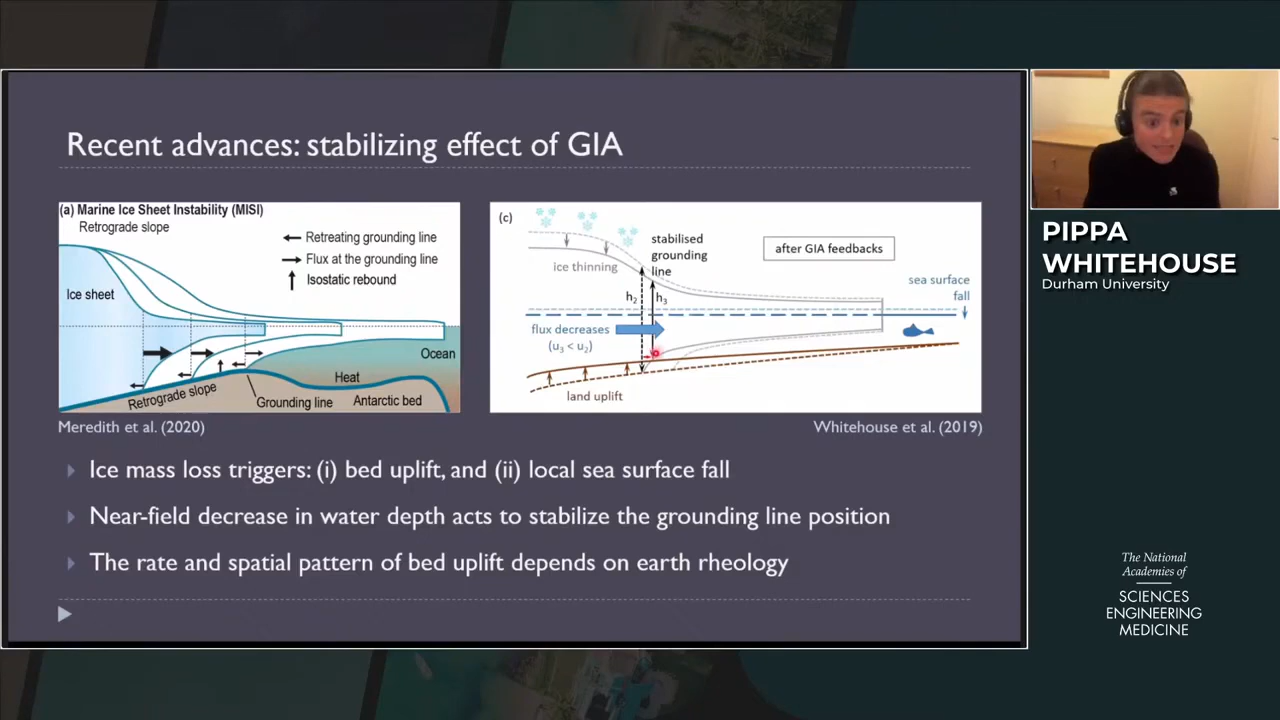 Recent advances: stabilizing effect of GIA
(a) Marine Ice Sheet Instability (MISI)
Retrograde slope
Retreating grounding line
Flux at the grounding line
Isostatic rebound
Ice sheet
Ocean
Heat
Retrograde slope
Grounding line
Antarctic bed
Meredith et al. (2020)
(c)
stabilised
grounding
line
after GIA feedbacks
ice thinning
sea surface
fall
h2
h3
flux decreases
(u3 < u2)
land uplift
Whitehouse et al. (2019)
Ice mass loss triggers: (i) bed uplift, and (ii) local sea surface fall
Near-field decrease in water depth acts to stabilize the grounding line position
The rate and spatial pattern of bed uplift depends on earth rheology
PIPPA
WHITEHOUSE
Durham University
The National
Academies of
SCIENCES
ENGINEERING
MEDICINE